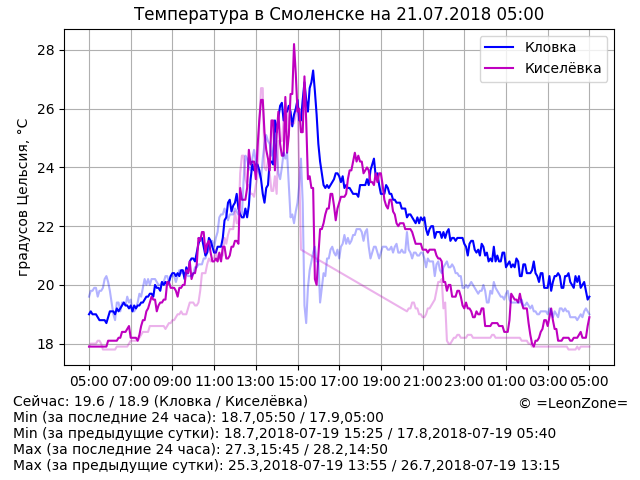 Температура в Смоленске на 21.07.2018 05:00
Кловка
Киселёвка
градусов Цельсия, °C
28
26
24
22
20
18
05:00 07:00 09:00 11:00 13:00 15:00 17:00 19:00 21:00 23:00 01:00 03:00 05:00
Сейчас: 19.6 / 18.9 (Кловка / Киселёвка)
© =LeonZone=
Min (за последние 24 часа): 18.7,05:50 / 17.9,05:00
Min (за предыдущие сутки): 18.7,2018-07-19 15:25 / 17.8,2018-07-19 05:40
Max (за последние 24 часа): 27.3,15:45 / 28.2,14:50
Max (за предыдущие сутки): 25.3,2018-07-19 13:55 / 26.7,2018-07-19 13:15